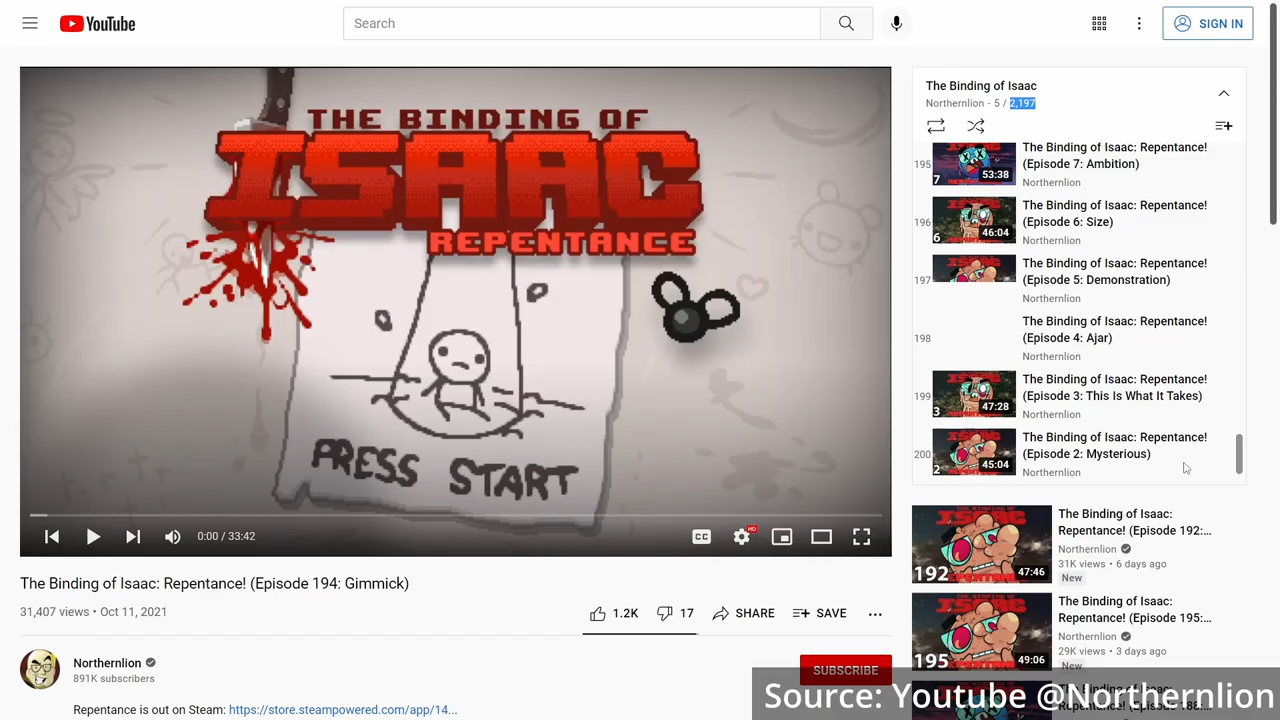 YouTube
Search
SIGN IN
THE BINDING OF
ISAAC
REPENTANCE
PRESS START
0:00 / 33:42
CC
HD
The Binding of Isaac: Repentance! (Episode 194: Gimmick)
31,407 views • Oct 11, 2021
1.2K
17
SHARE
SAVE
Northernlion
891K subscribers
SUBSCRIBE
Repentance is out on Steam: https://store.steampowered.com/app/14...
The Binding of Isaac
Northernlion - 5 / 2,197
195
7
53:38
The Binding of Isaac: Repentance!
(Episode 7: Ambition)
Northernlion
196
6
46:04
The Binding of Isaac: Repentance!
(Episode 6: Size)
Northernlion
197
The Binding of Isaac: Repentance!
(Episode 5: Demonstration)
Northernlion
198
The Binding of Isaac: Repentance!
(Episode 4: Ajar)
Northernlion
199
3
47:28
The Binding of Isaac: Repentance!
(Episode 3: This Is What It Takes)
Northernlion
200
2
45:04
The Binding of Isaac: Repentance!
(Episode 2: Mysterious)
Northernlion
ISAAC
192
47:46
The Binding of Isaac:
Repentance! (Episode 192:...
Northernlion
31K views • 6 days ago
New
ISAAC
195
49:06
The Binding of Isaac:
Repentance! (Episode 195:...
Northernlion
29K views • 3 days ago
New
Source: Youtube @Northernlion